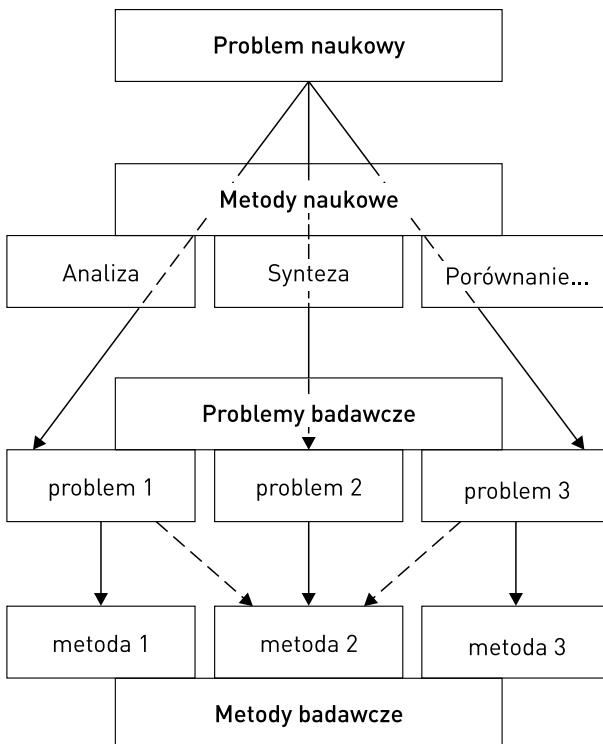 Problem naukowy
Metody naukowe
Analiza
Synteza
Porównanie...
Problemy badawcze
problem 1
problem 2
problem 3
metoda 1
metoda 2
metoda 3
Metody badawcze